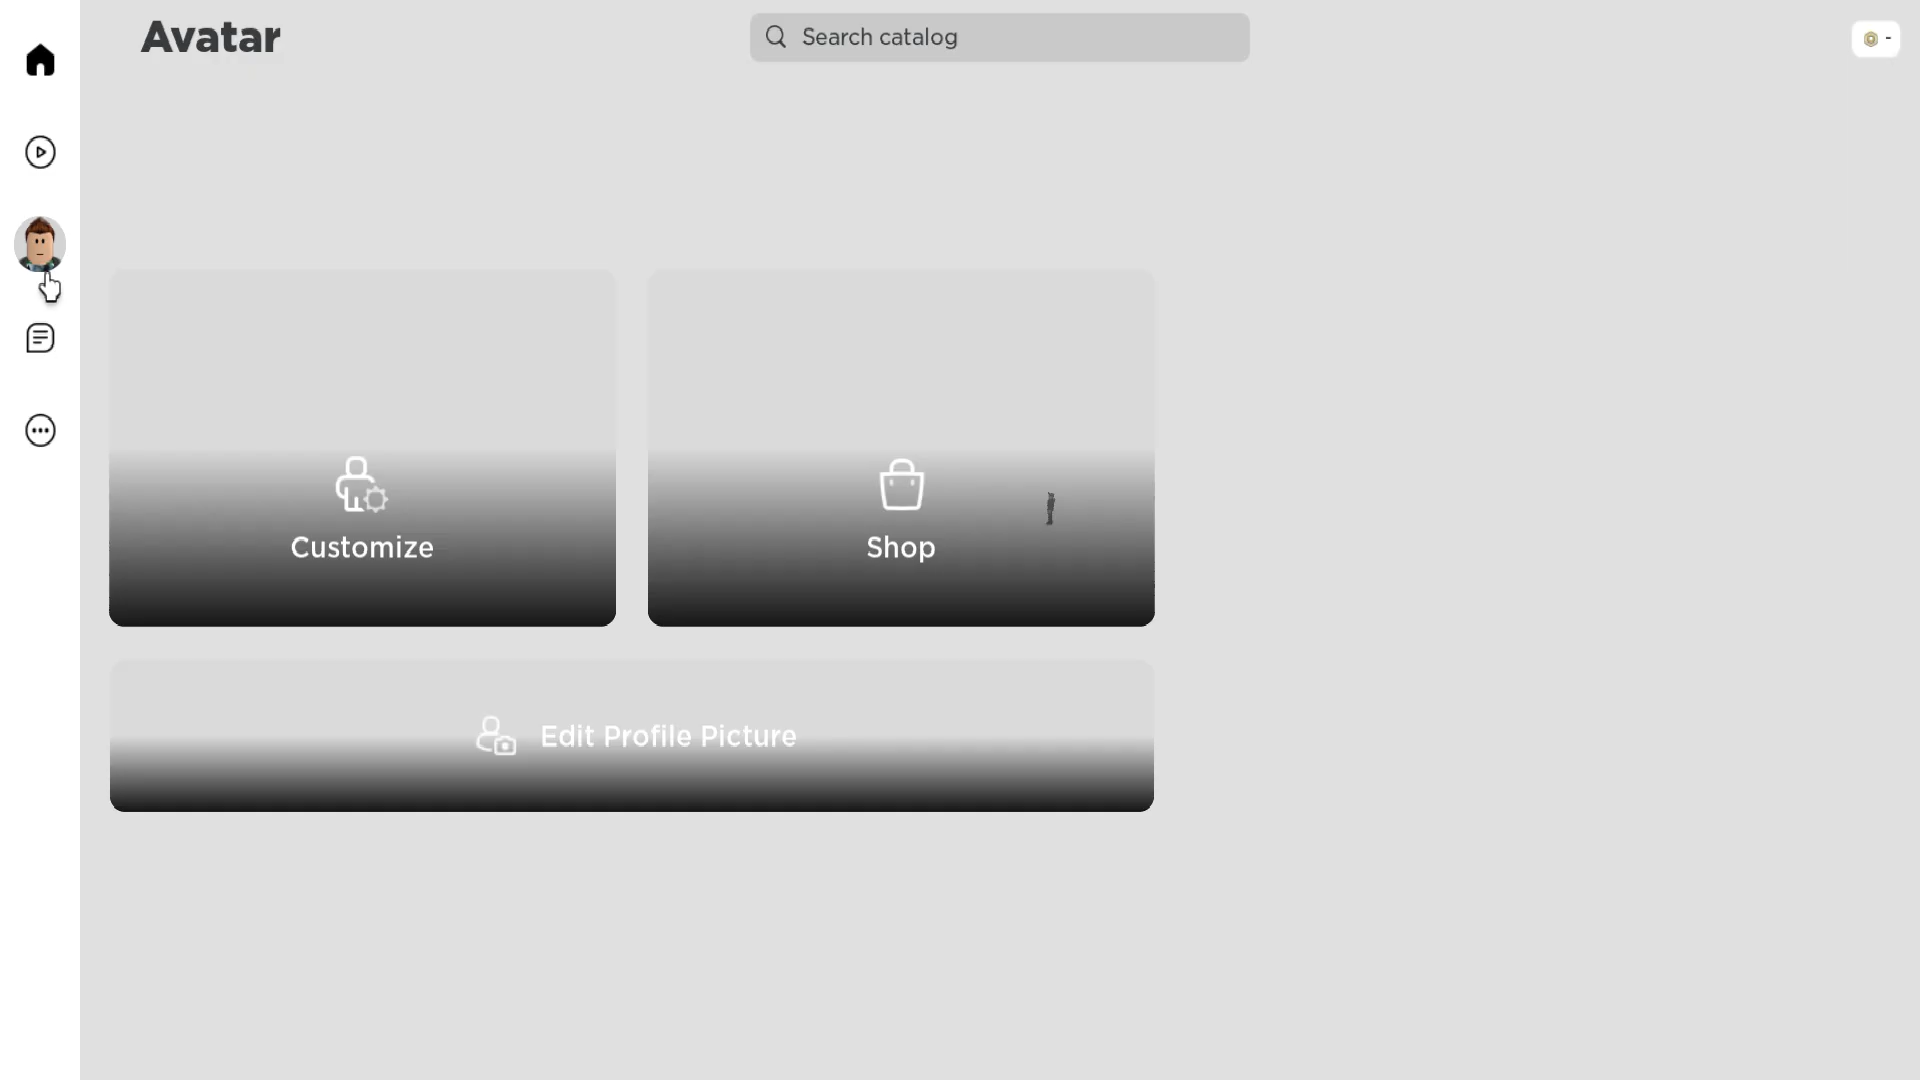 Avatar
Search catalog
-
Customize
Shop
Edit Profile Picture